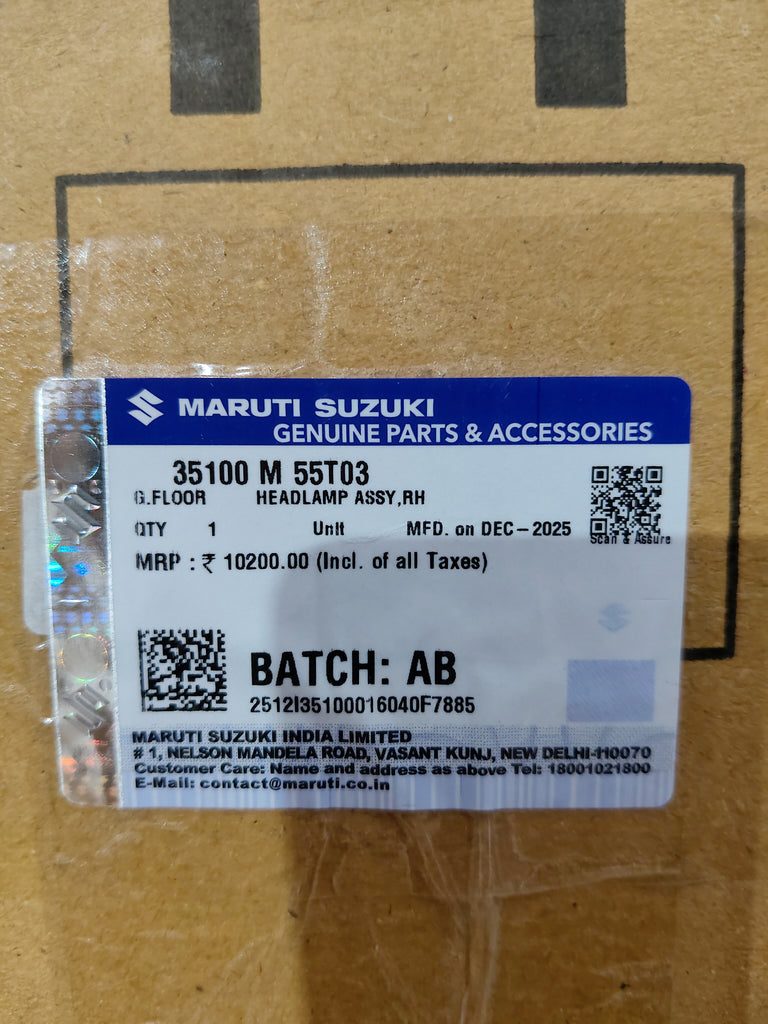 MARUTI SUZUKI
GENUINE PARTS & ACCESSORIES
35100 M 55T03
G.FLOOR HEADLAMP ASSY,RH
QTY 1 Unit MFD. on DEC-2025
Scan & Assure
MRP : ₹ 10200.00 (Incl. of all Taxes)
BATCH: AB
2512I35100016040F7885
MARUTI SUZUKI INDIA LIMITED
# 1, NELSON MANDELA ROAD, VASANT KUNJ, NEW DELHI-110070
Customer Care: Name and address as above Tel: 18001021800
E-Mail: contact@maruti.co.in